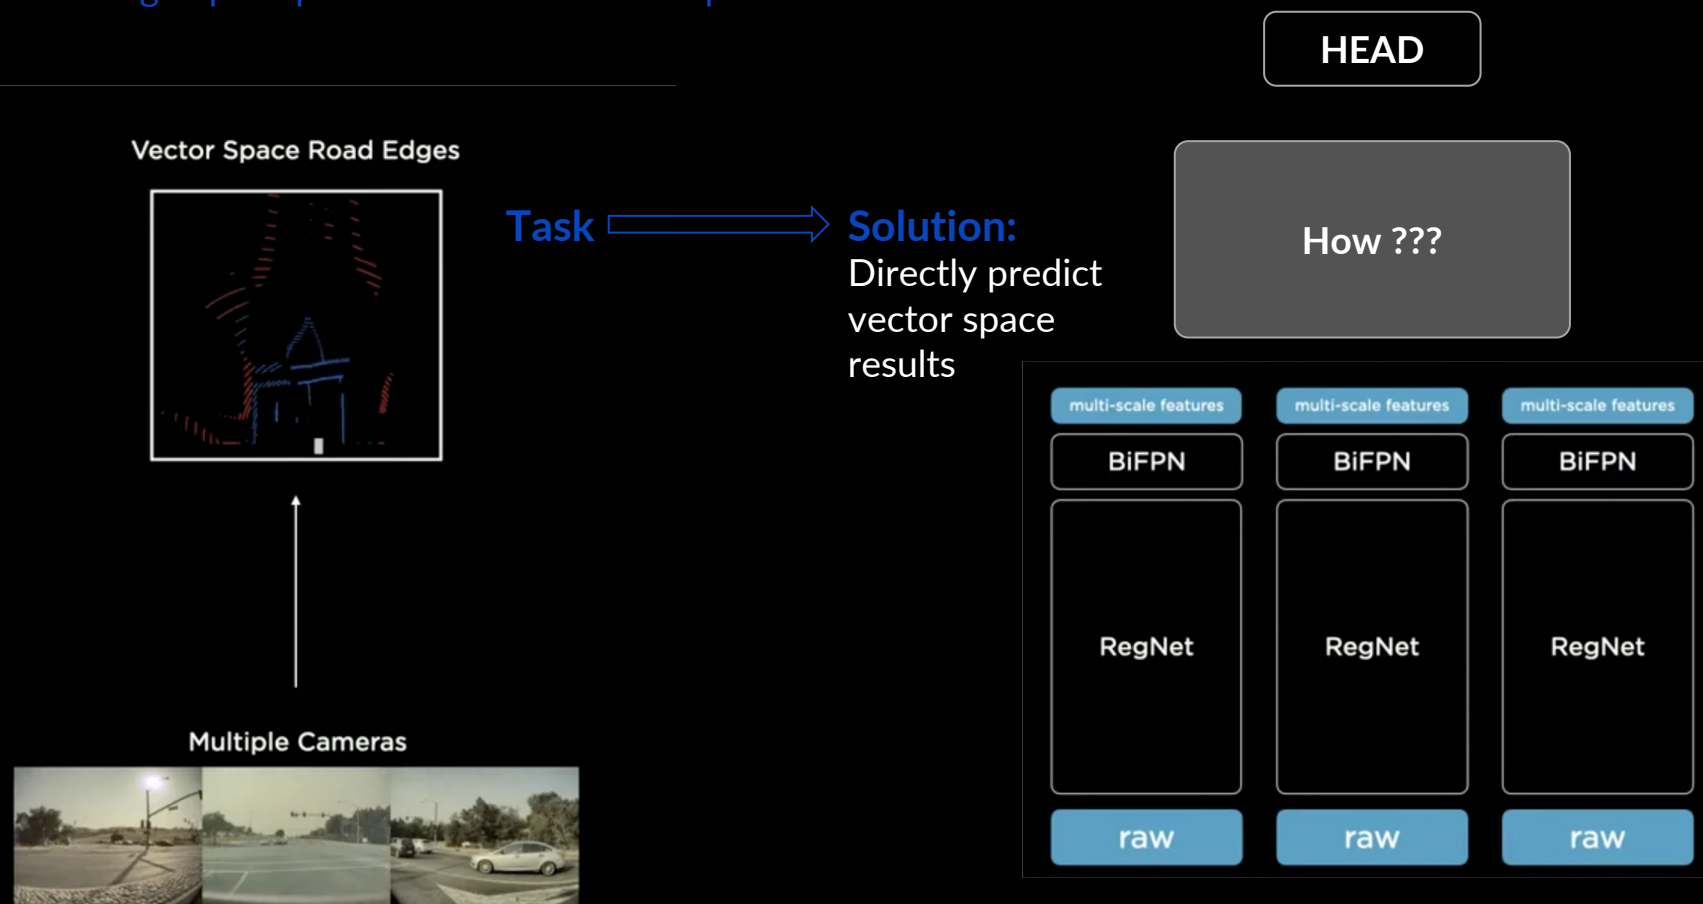 HEAD
Vector Space Road Edges
Task
Solution:
Directly predict
vector space
results
How ???
multi-scale features
multi-scale features
multi-scale features
BiFPN
BiFPN
BiFPN
RegNet
RegNet
RegNet
Multiple Cameras
raw
raw
raw